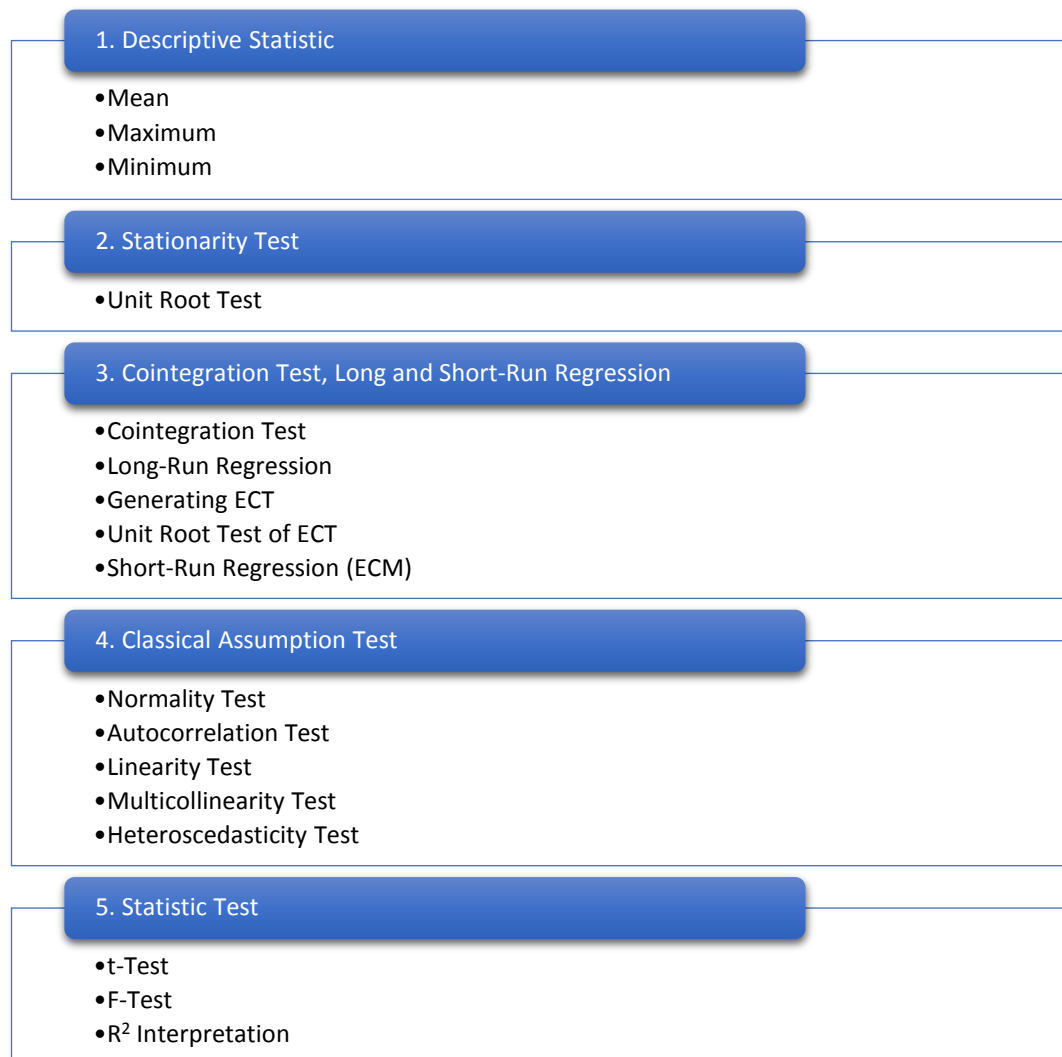 1. Descriptive Statistic
•Mean
•Maximum
•Minimum
2. Stationarity Test
•Unit Root Test
3. Cointegration Test, Long and Short-Run Regression
•Cointegration Test
•Long-Run Regression
•Generating ECT
•Unit Root Test of ECT
•Short-Run Regression (ECM)
4. Classical Assumption Test
•Normality Test
•Autocorrelation Test
•Linearity Test
•Multicollinearity Test
•Heteroscedasticity Test
5. Statistic Test
•t-Test
•F-Test
•R² Interpretation